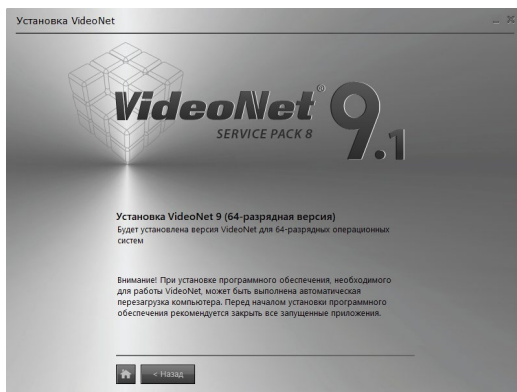 Установка VideoNet
VideoNet® 9.1
SERVICE PACK 8
Установка VideoNet 9 (64-разрядная версия)
Будет установлена версия VideoNet для 64-разрядных операционных
систем
Внимание! При установке программного обеспечения, необходимого
для работы VideoNet, может быть выполнена автоматическая
перезагрузка компьютера. Перед началом установки программного
обеспечения рекомендуется закрыть все запущенные приложения.
< Назад